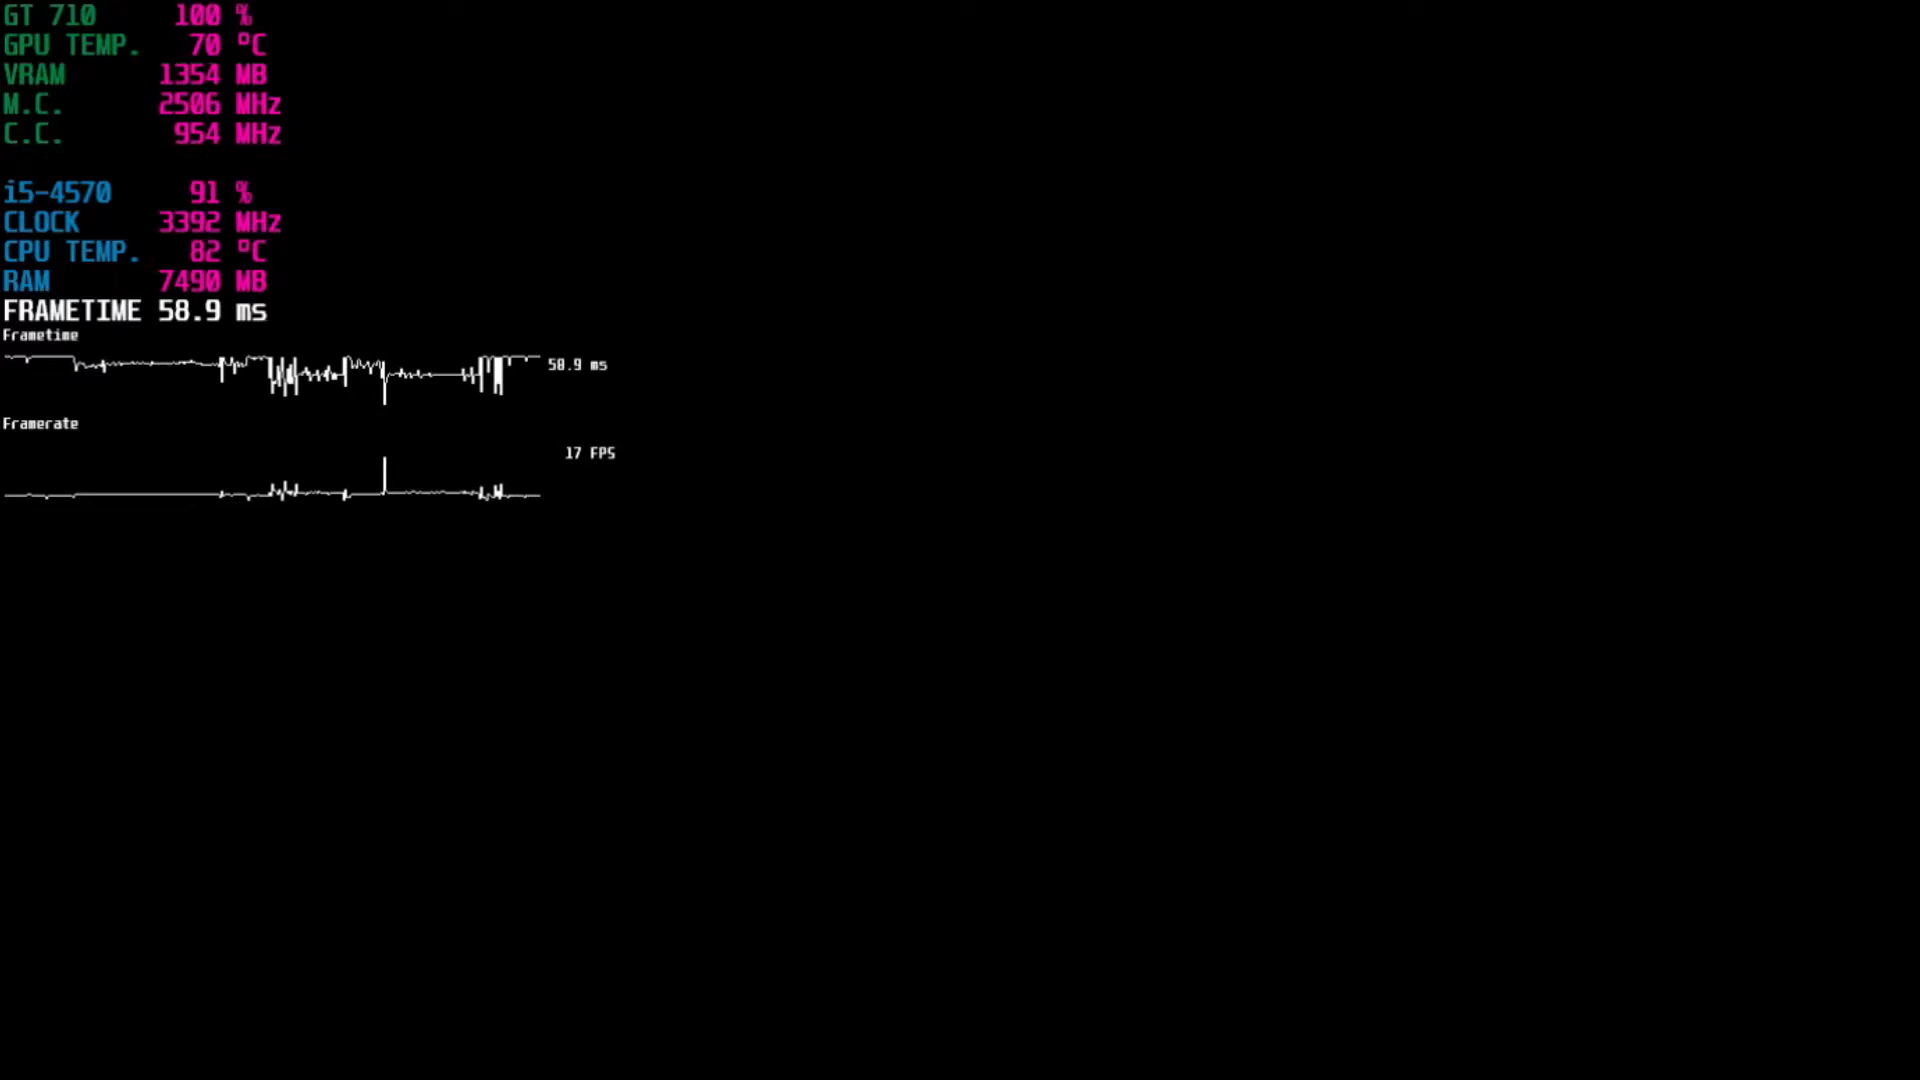 GT 710 100 %
GPU TEMP. 70 °C
VRAM 1354 MB
M.C. 2506 MHz
C.C. 954 MHz
i5-4570 91 %
CLOCK 3392 MHz
CPU TEMP. 82 °C
RAM 7490 MB
FRAMETIME 58.9 ms
Frametime
58.9 ms
Framerate
17 FPS